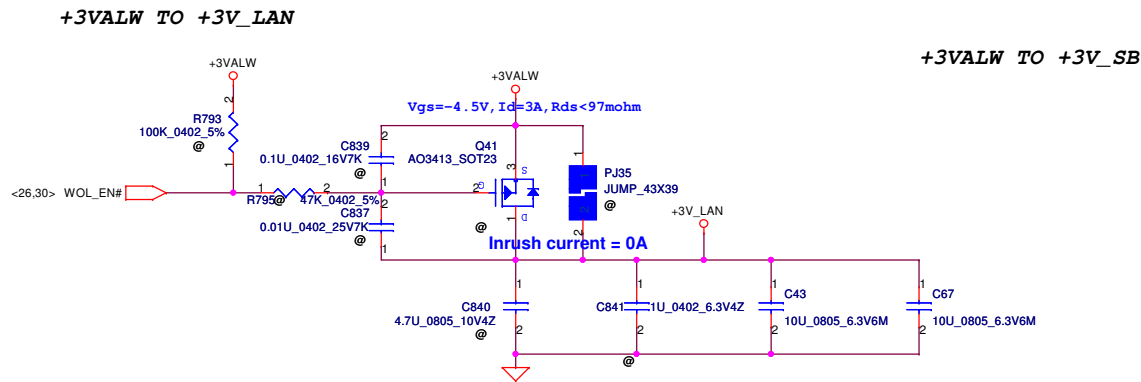 +3VALW TO +3V_LAN
+3VALW TO +3V_SB
+3VALW
+3VALW
Vgs=-4.5V,Id=3A,Rds<97mohm
2
R793
100K_0402_5%
@
1
C839
0.1U_0402_16V7K
@
2
1
Q41
AO3413_SOT23
3
S
G
2
D
1
@
1
PJ35
JUMP_43X39
@
2
<26,30> WOL_EN#
1
2
R795@
47K_0402_5%
C837
0.01U_0402_25V7K
@
2
1
Inrush current = 0A
+3V_LAN
1
C840
4.7U_0805_10V4Z
@
2
1
C841
1U_0402_6.3V4Z
2
@
1
C43
10U_0805_6.3V6M
2
1
C67
10U_0805_6.3V6M
2